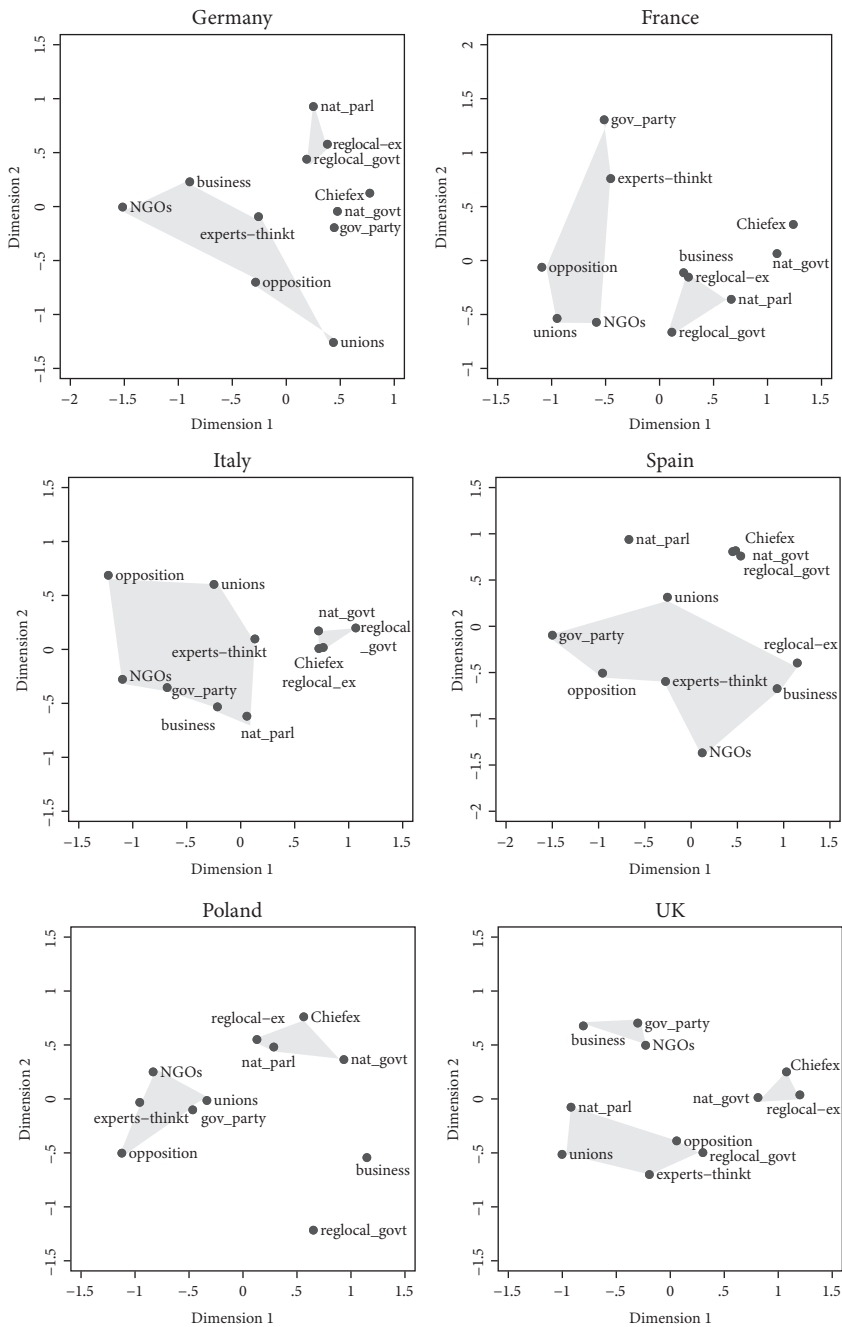 Germany
1.5
1
.5
0
−.5
−1
−1.5
Dimension 2
nat_parl
reglocal−ex
reglocal_govt
business
Chiefex
NGOs
nat_govt
gov_party
experts−thinkt
opposition
unions
−2 −1.5 −1 −.5 0 .5 1
Dimension 1
France
2
1.5
1
.5
0
−.5
−1
Dimension 2
gov_party
experts−thinkt
Chiefex
business
opposition
nat_govt
reglocal−ex
nat_parl
unions
NGOs
reglocal_govt
−1.5 −1 −.5 0 .5 1 1.5
Dimension 1
Italy
1.5
1
.5
0
−.5
−1
−1.5
Dimension 2
opposition
unions
nat_govt
reglocal
_govt
experts−thinkt
Chiefex
NGOs
regional_ex
gov_party
business
nat_parl
−1.5 −1 −.5 0 .5 1 1.5
Dimension 1
Spain
1.5
1
.5
0
−.5
−1
−1.5
−2
Dimension 2
nat_parl
Chiefex
nat_govt
reglocal_govt
unions
gov_party
reglocal−ex
opposition
experts−thinkt
business
NGOs
−2 −1.5 −1 −.5 0 .5 1 1.5
Dimension 1
Poland
1.5
1
.5
0
−.5
−1
−1.5
Dimension 2
reglocal−ex
Chiefex
nat_parl
nat_govt
NGOs
unions
experts−thinkt
gov_party
opposition
business
reglocal_govt
−1.5 −1 −.5 0 .5 1 1.5
Dimension 1
UK
1.5
1
.5
0
−.5
−1
−1.5
Dimension 2
gov_party
business
NGOs
Chiefex
nat_govt
nat_parl
reglocal−ex
opposition
unions
reglocal_govt
experts−thinkt
−1.5 −1 −.5 0 .5 1 1.5
Dimension 1